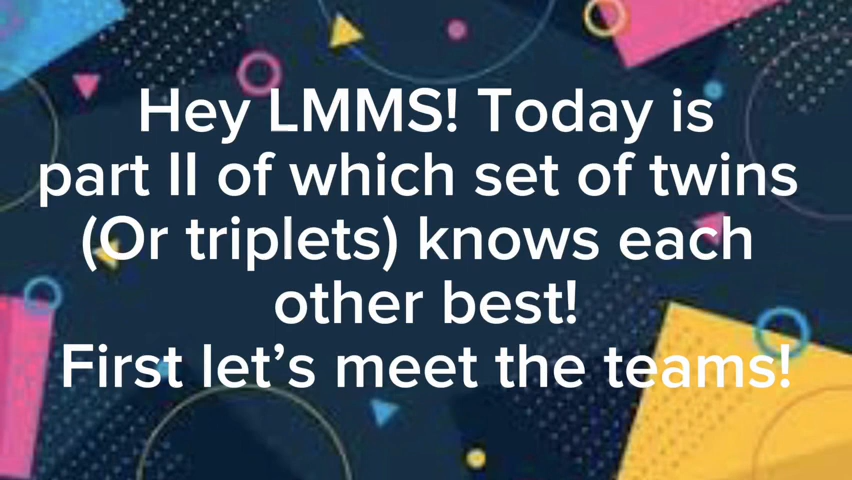 Hey LMMS! Today is
part II of which set of twins
(Or triplets) knows each
other best!
First let’s meet the teams!